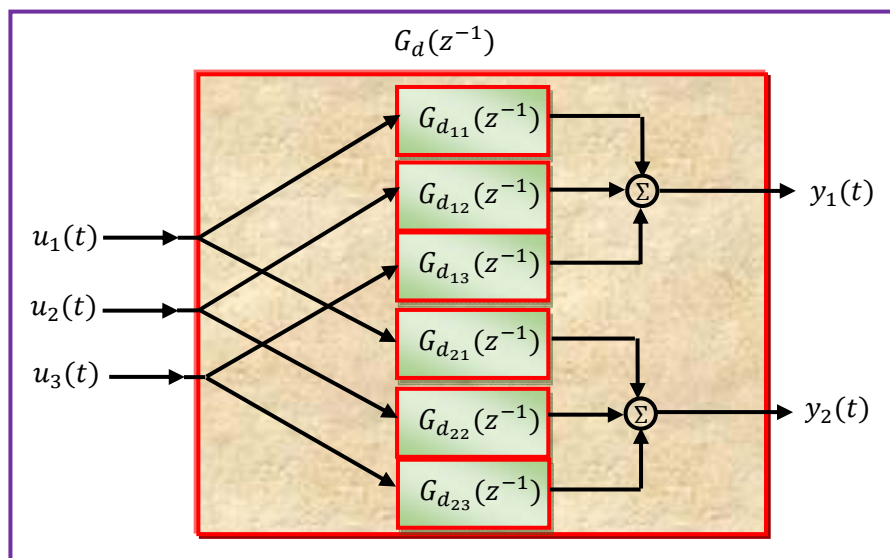 G_d(z^{-1})
G_{d_{11}}(z^{-1})
Σ
y_1(t)
G_{d_{12}}(z^{-1})
u_1(t)
G_{d_{13}}(z^{-1})
u_2(t)
G_{d_{21}}(z^{-1})
u_3(t)
Σ
y_2(t)
G_{d_{22}}(z^{-1})
G_{d_{23}}(z^{-1})